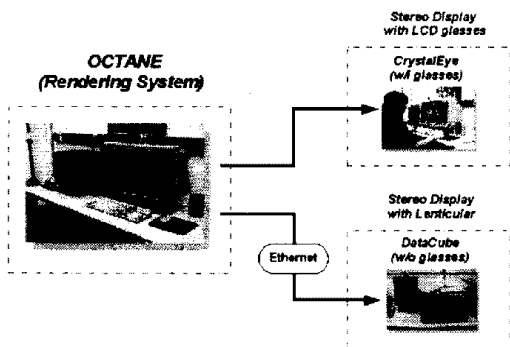 OCTANE
(Rendering System)
Stereo Display
with LCD glasses
CrystalEye
(w/i glasses)
Ethernet
Stereo Display
with Lenticular
DataCube
(w/o glasses)